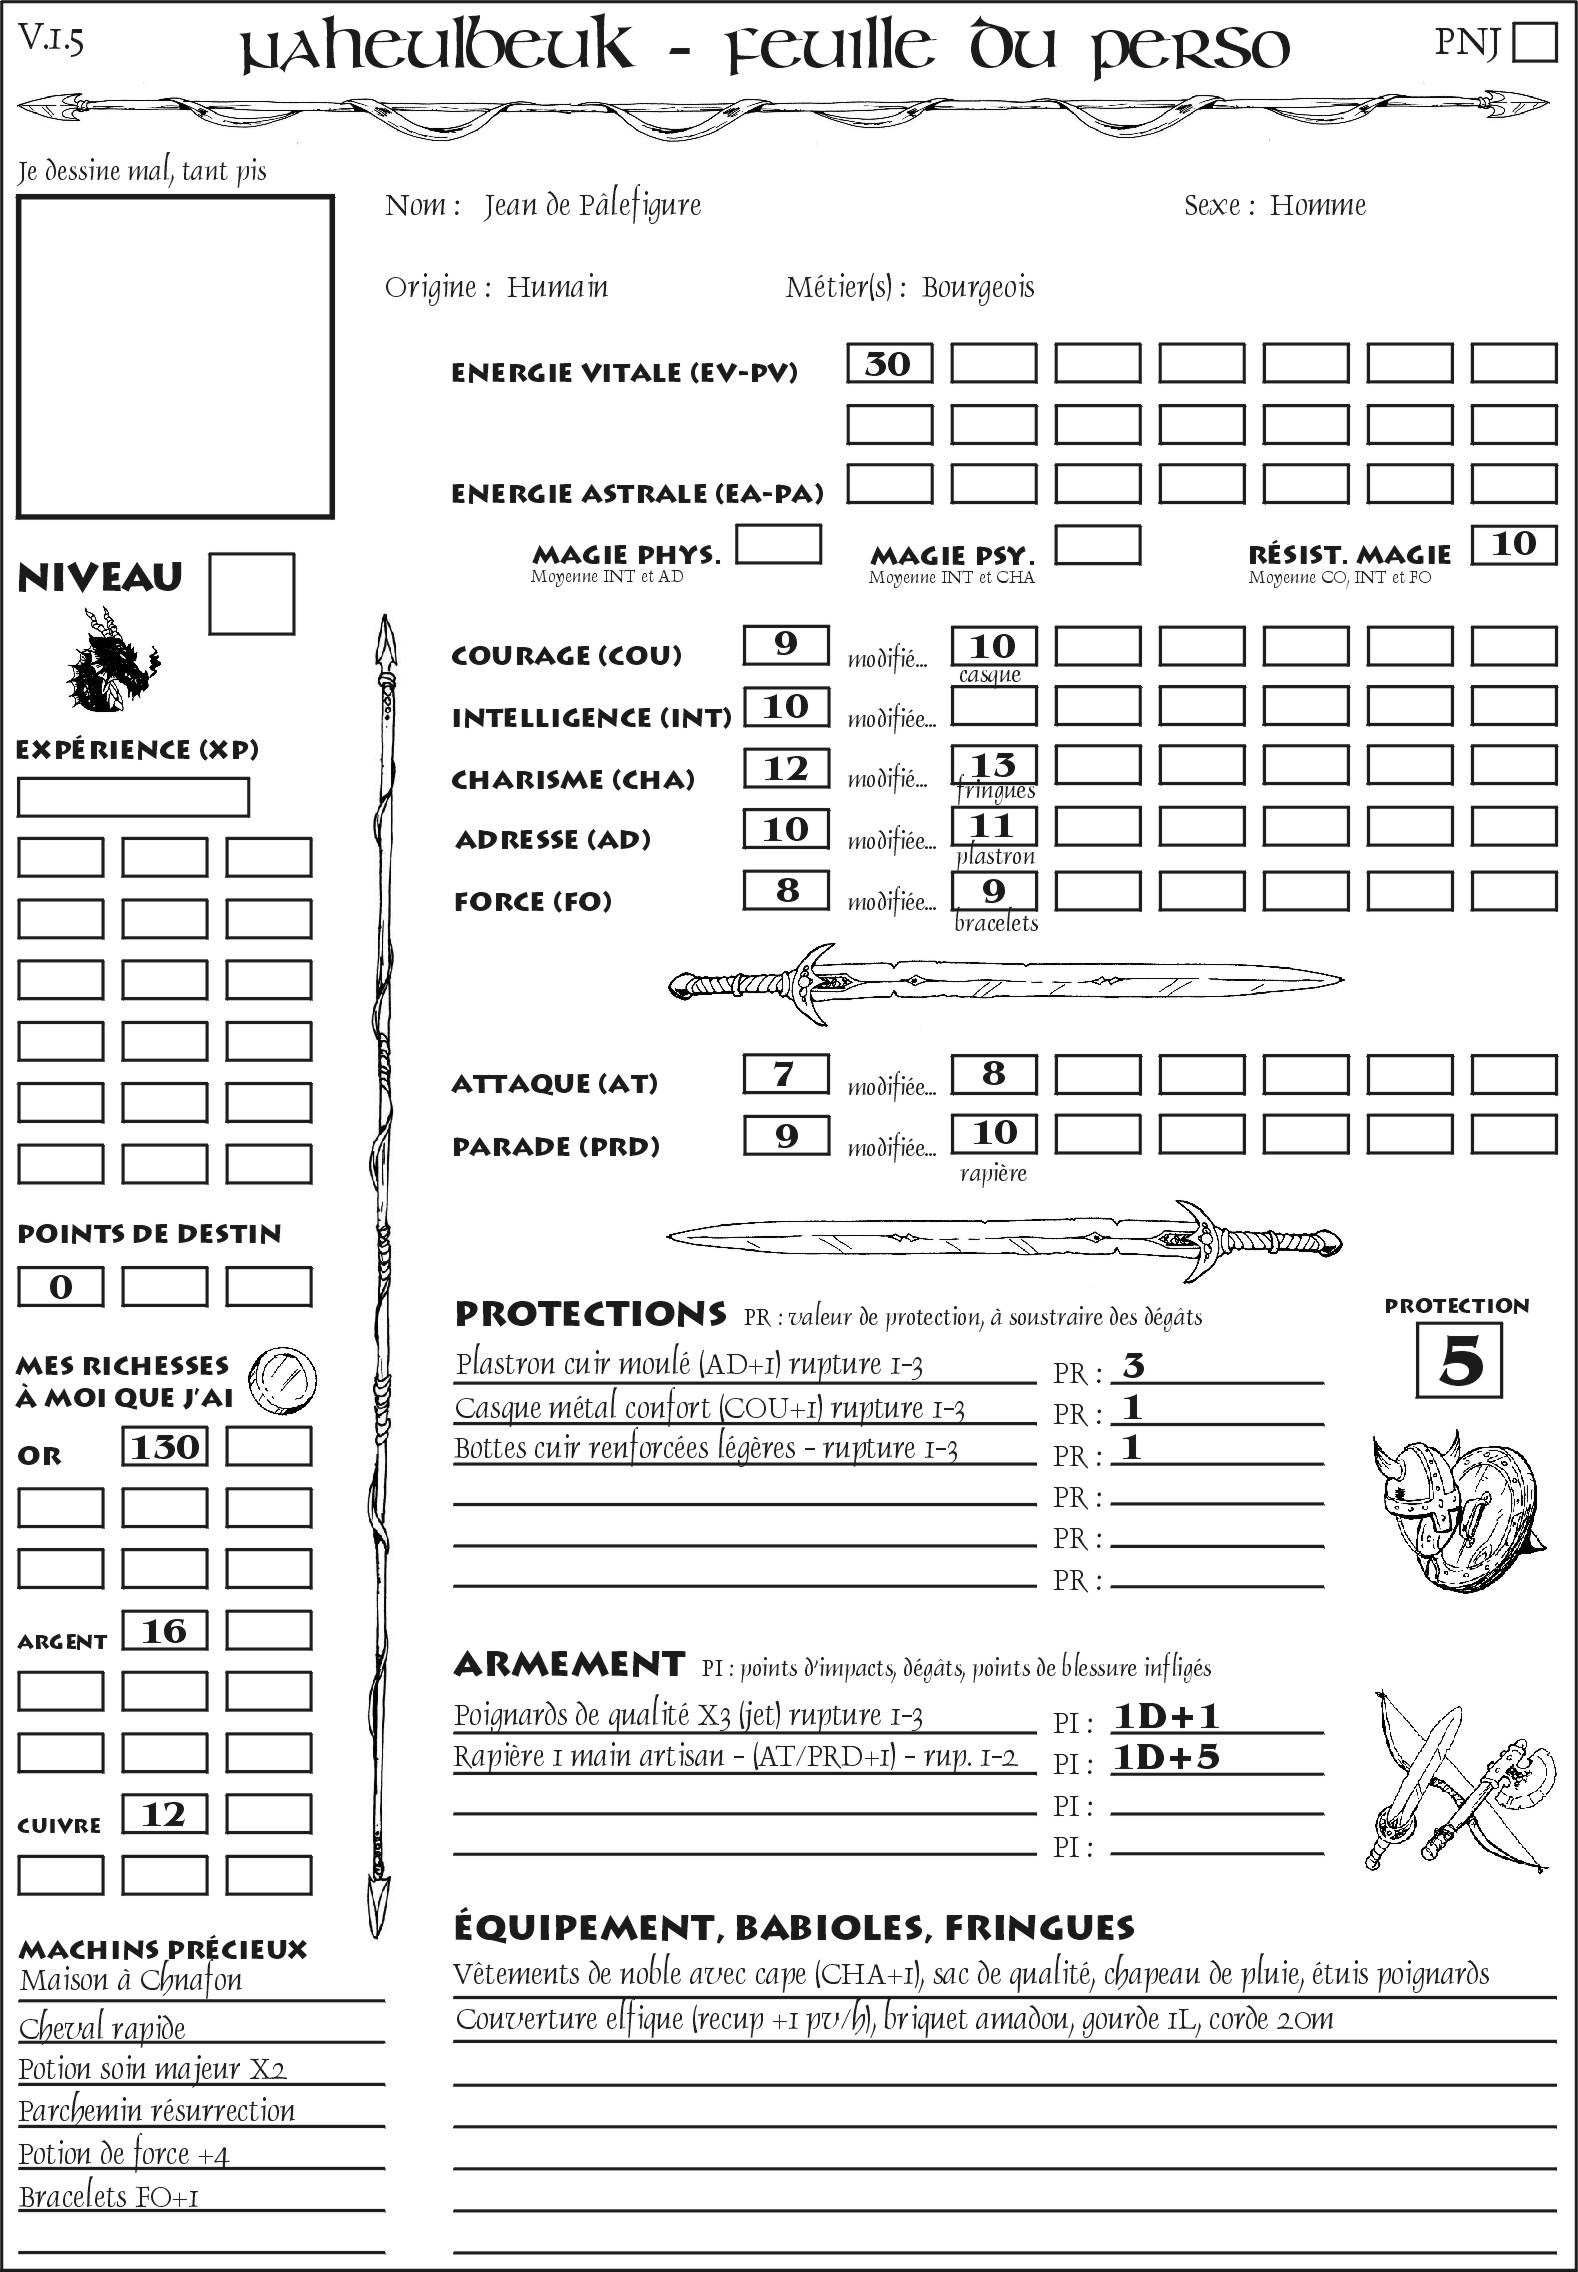 V.1.5 Naheulbeuk - Feuille du perso PNJ
Je dessine mal, tant pis
Nom : Jean de Pâlefigure Sexe : Homme
Origine : Humain Métier(s) : Bourgeois
ENERGIE VITALE (EV-PV) 30
ENERGIE ASTRALE (EA-PA)
MAGIE PHYS. MAGIE PSY. RÉSIST. MAGIE 10
Moyenne INT et AD Moyenne INT et CHA Moyenne CO, INT et FO
NIVEAU
COURAGE (COU) 9 modifié... 10
casque
INTELLIGENCE (INT) 10 modifiée...
EXPÉRIENCE (XP)
CHARISME (CHA) 12 modifié... 13
fringues
ADRESSE (AD) 10 modifiée... 11
plastron
FORCE (FO) 8 modifiée... 9
bracelets
ATTAQUE (AT) 7 modifiée... 8
PARADE (PRD) 9 modifiée... 10
rapière
POINTS DE DESTIN
0
MES RICHESSES
À MOI QUE J'AI
OR 130
ARGENT 16
CUIVRE 12
MACHINS PRÉCIEUX
Maison à Chnafon
Cheval rapide
Potion soin majeur X2
Parchemin résurrection
Potion de force +4
Bracelets FO+1
PROTECTIONS PR : valeur de protection, à soustraire des dégâts
PROTECTION
5
Plastron cuir moulé (AD+1) rupture 1-3 PR : 3
Casque métal confort (COU+1) rupture 1-3 PR : 1
Bottes cuir renforcées légères - rupture 1-3 PR : 1
PR :
PR :
PR :
ARMEMENT PI : points d'impacts, dégâts, points de blessure infligés
Poignards de qualité X3 (jet) rupture 1-3 PI : 1D+1
Rapière 1 main artisan - (AT/PRD+1) - rup. 1-2 PI : 1D+5
PI :
PI :
ÉQUIPEMENT, BABIOLES, FRINGUES
Vêtements de noble avec cape (CHA+1), sac de qualité, chapeau de pluie, étuis poignards
Couverture elfique (recup +1 pv/h), briquet amadou, gourde 1L, corde 20m